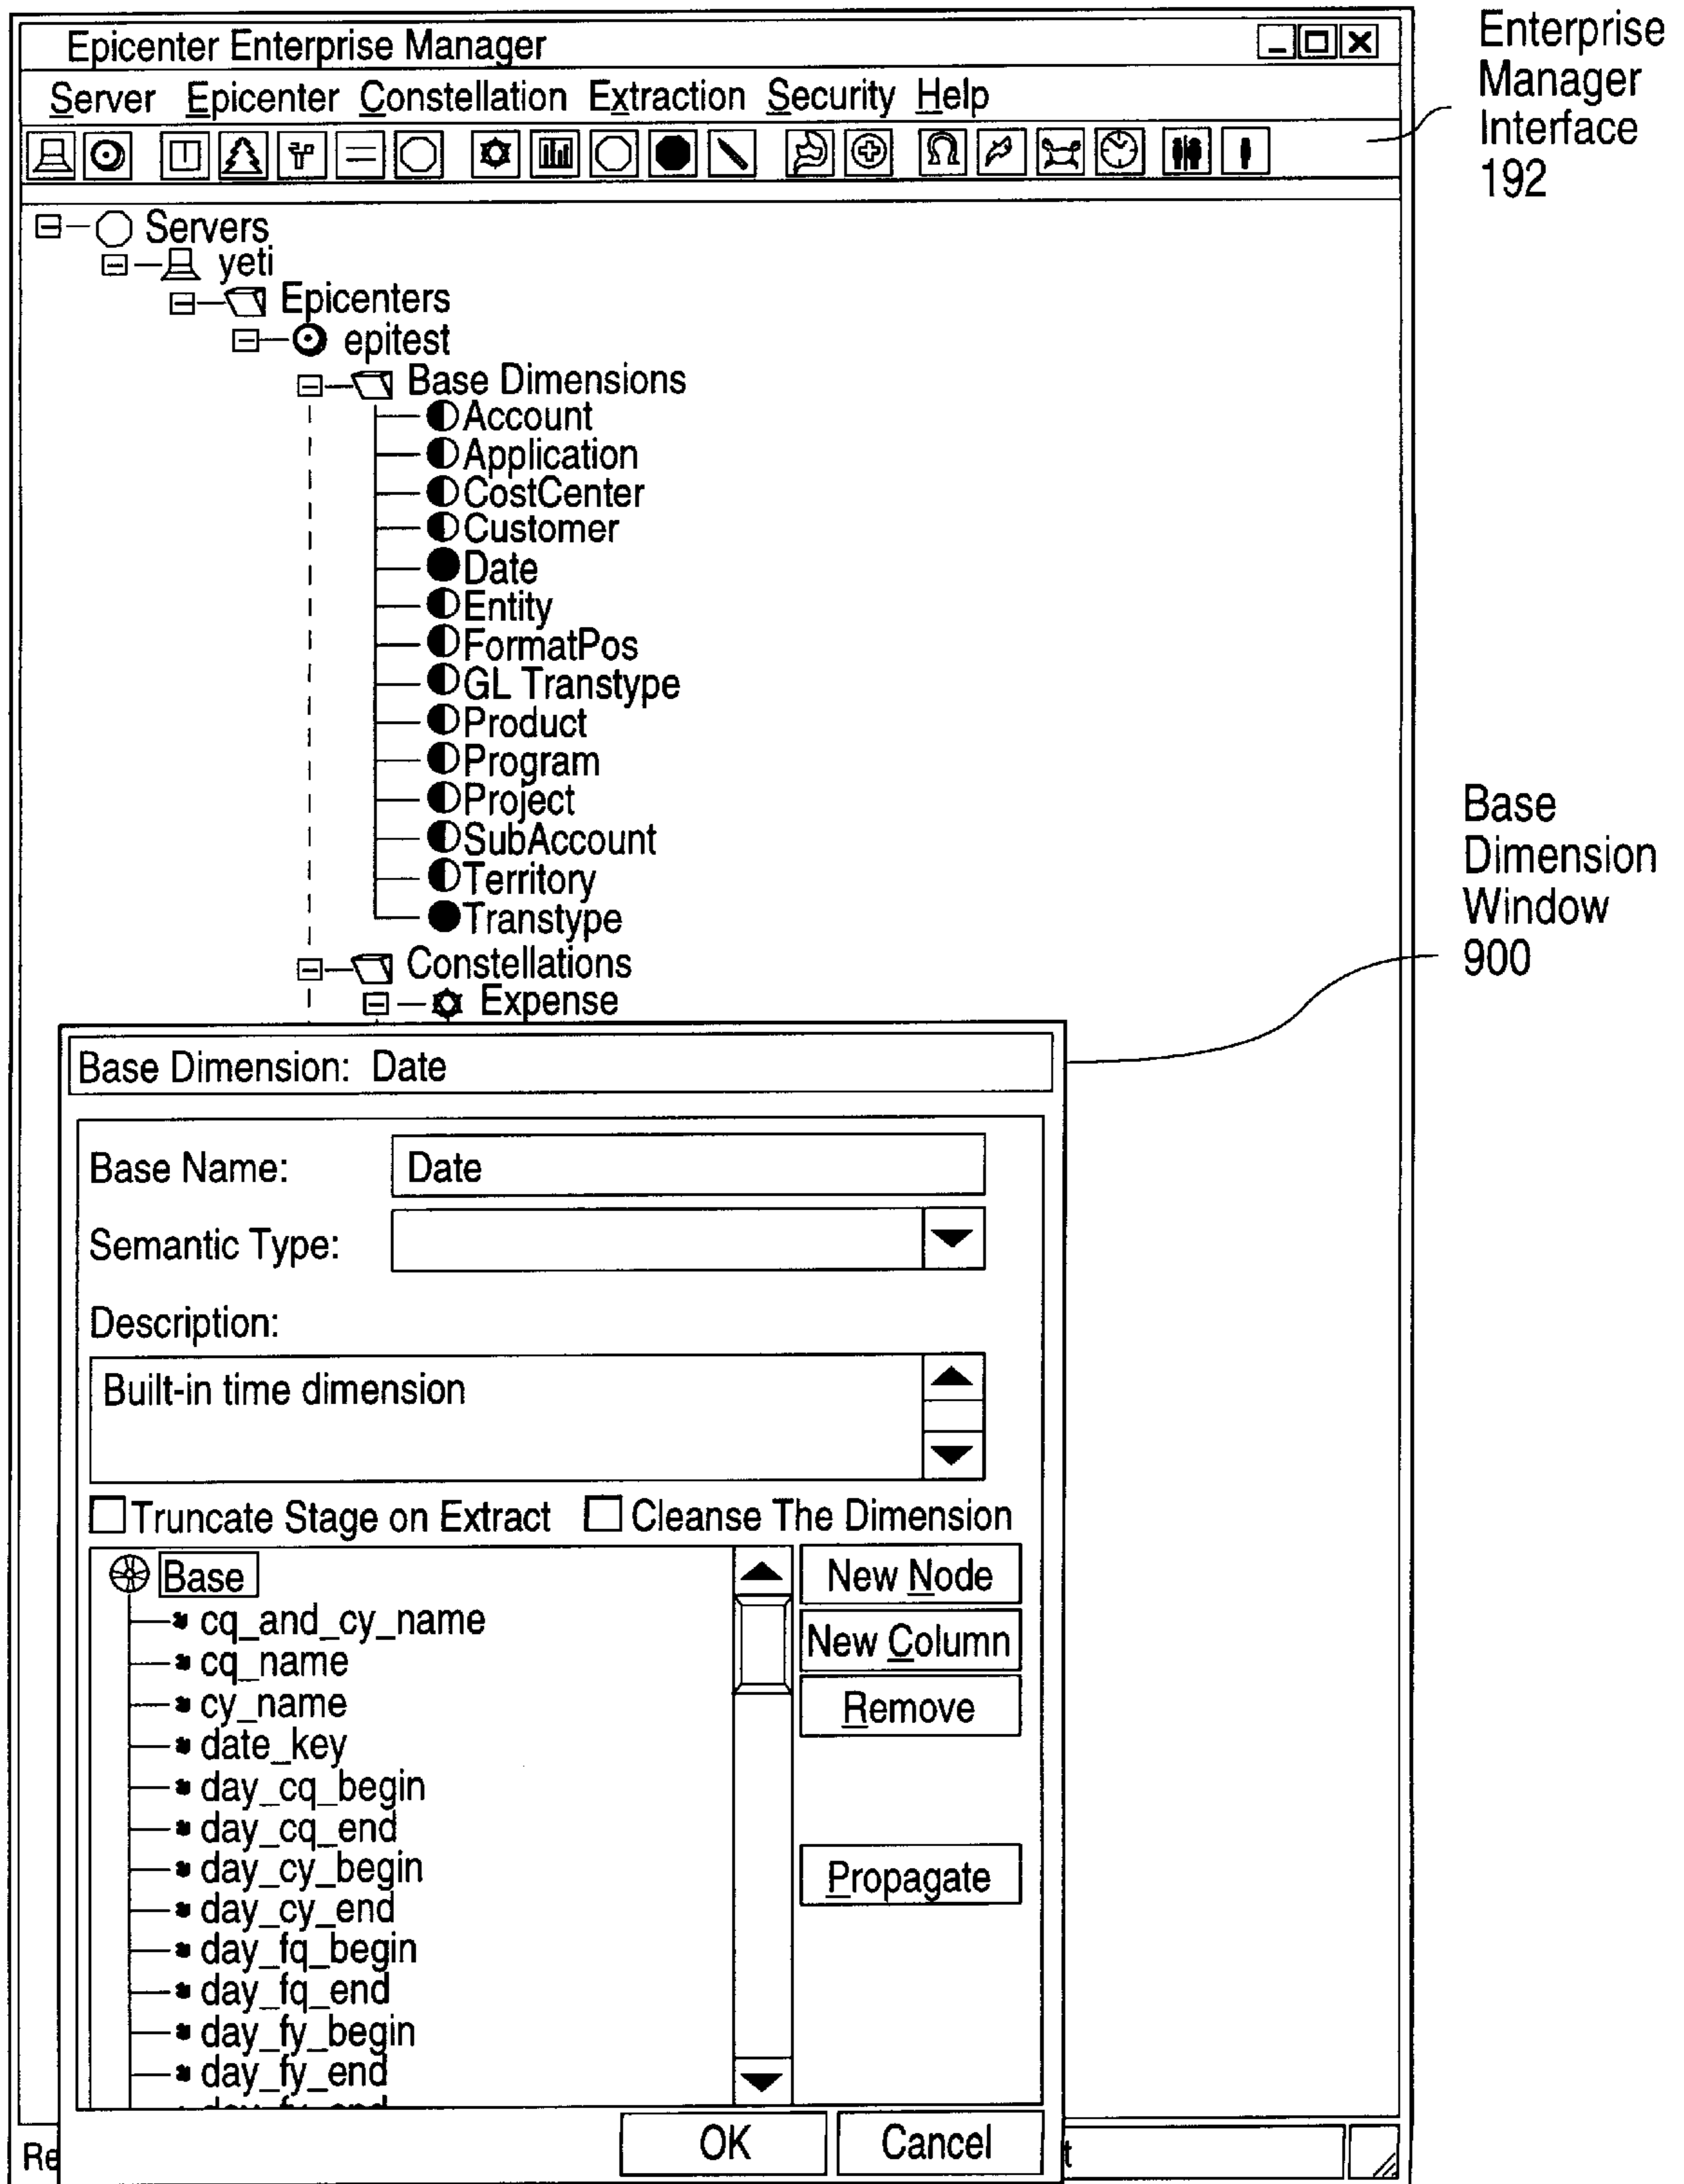 Epicenter Enterprise Manager
Server Epicenter Constellation Extraction Security Help
Enterprise
Manager
Interface
192
Servers
yeti
Epicenters
epitest
Base Dimensions
Account
Application
CostCenter
Customer
Date
Entity
FormatPos
GL Transtype
Product
Program
Project
SubAccount
Territory
Transtype
Constellations
Expense
Base
Dimension
Window
900
Base Dimension: Date
Base Name: Date
Semantic Type:
Description:
Built-in time dimension
Truncate Stage on Extract Cleanse The Dimension
Base
cq_and_cy_name
cq_name
cy_name
date_key
day_cq_begin
day_cq_end
day_cy_begin
day_cy_end
day_fq_begin
day_fq_end
day_fy_begin
day_fy_end
New Node
New Column
Remove
Propagate
OK Cancel
Re
t